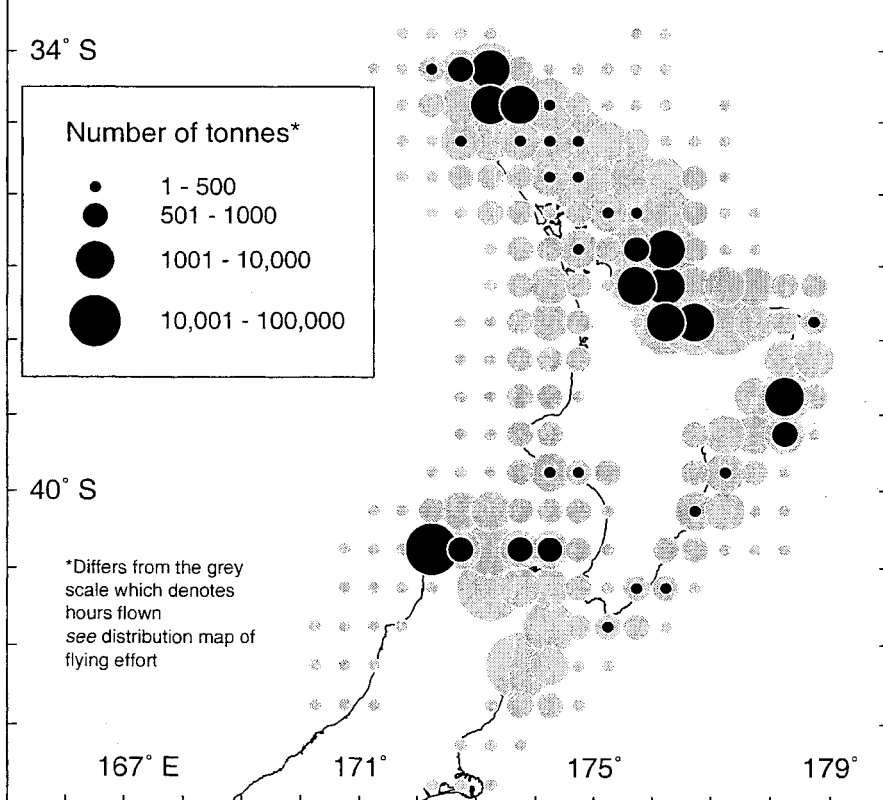 34° S
Number of tonnes*
1 - 500
501 - 1000
1001 - 10,000
10,001 - 100,000
40° S
*Differs from the grey
scale which denotes
hours flown
see distribution map of
flying effort
167° E
171°
175°
179°